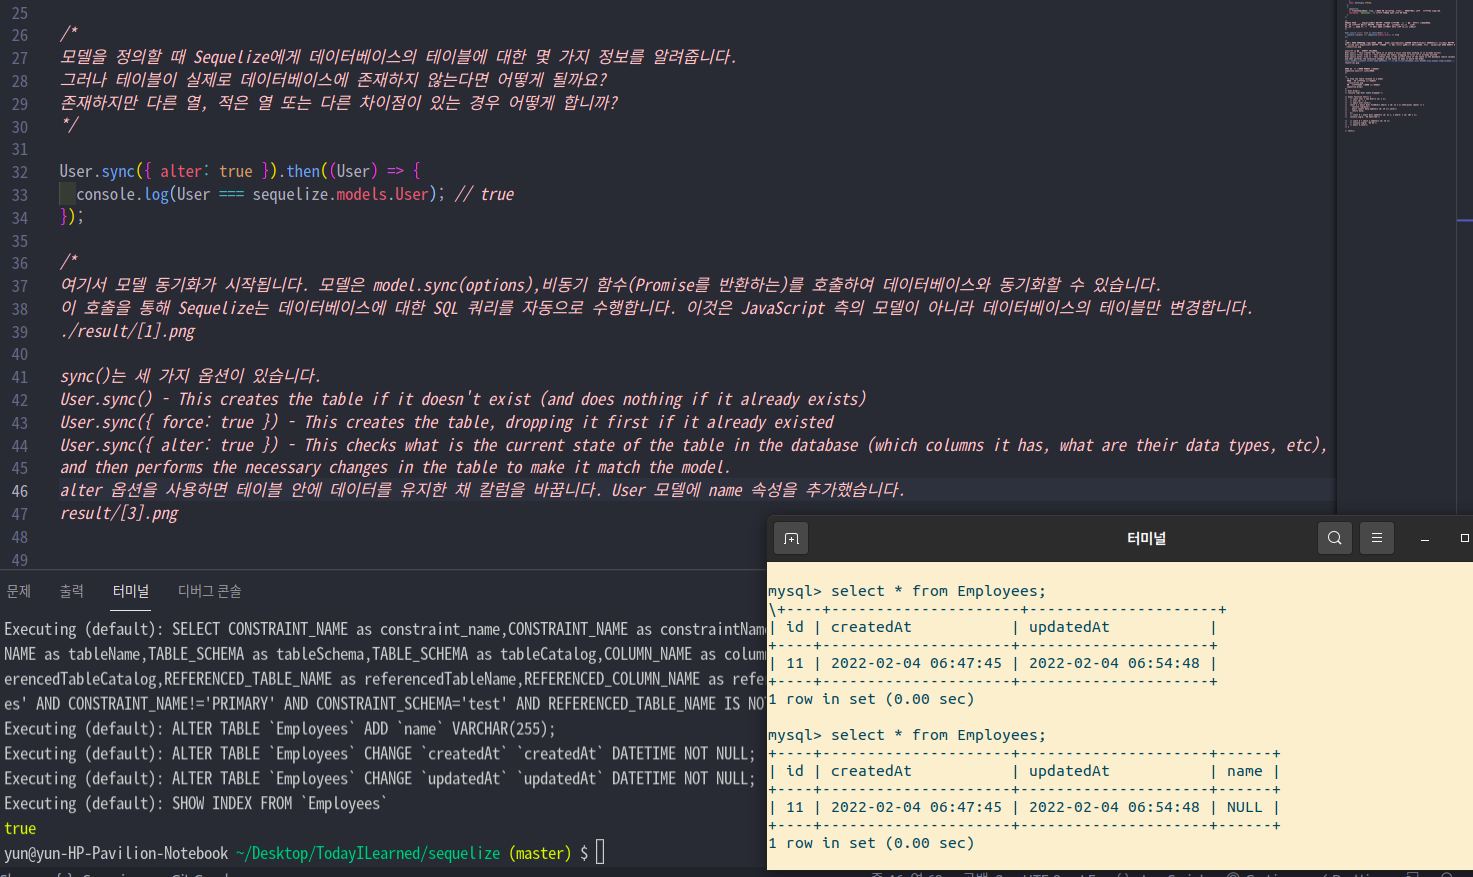 25
26 /*
27 모델을 정의할 때 Sequelize에게 데이터베이스의 테이블에 대한 몇 가지 정보를 알려줍니다.
28 그러나 테이블이 실제로 데이터베이스에 존재하지 않는다면 어떻게 될까요?
29 존재하지만 다른 열, 적은 열 또는 다른 차이점이 있는 경우 어떻게 합니까?
30 */
31
32 User.sync({ alter: true }).then((User) => {
33 console.log(User === sequelize.models.User); // true
34 });
35
36 /*
37 여기서 모델 동기화가 시작됩니다. 모델은 model.sync(options),비동기 함수(Promise를 반환하는)를 호출하여 데이터베이스와 동기화할 수 있습니다.
38 이 호출을 통해 Sequelize는 데이터베이스에 대한 SQL 쿼리를 자동으로 수행합니다. 이것은 JavaScript 측의 모델이 아니라 데이터베이스의 테이블만 변경합니다.
39 ./result/[1].png
40
41 sync()는 세 가지 옵션이 있습니다.
42 User.sync() - This creates the table if it doesn't exist (and does nothing if it already exists)
43 User.sync({ force: true }) - This creates the table, dropping it first if it already existed
44 User.sync({ alter: true }) - This checks what is the current state of the table in the database (which columns it has, what are their data types, etc),
45 and then performs the necessary changes in the table to make it match the model.
46 alter 옵션을 사용하면 테이블 안에 데이터를 유지한 채 칼럼을 바꿉니다. User 모델에 name 속성을 추가했습니다.
47 result/[3].png
48
49
문제 출력 터미널 디버그 콘솔
Executing (default): SELECT CONSTRAINT_NAME as constraint_name,CONSTRAINT_NAME as constraintName
NAME as tableName,TABLE_SCHEMA as tableSchema,TABLE_SCHEMA as tableCatalog,COLUMN_NAME as colum
erencedTableCatalog,REFERENCED_TABLE_NAME as referencedTableName,REFERENCED_COLUMN_NAME as refe
es' AND CONSTRAINT_NAME!='PRIMARY' AND CONSTRAINT_SCHEMA='test' AND REFERENCED_TABLE_NAME IS NO
Executing (default): ALTER TABLE `Employees` ADD `name` VARCHAR(255);
Executing (default): ALTER TABLE `Employees` CHANGE `createdAt` `createdAt` DATETIME NOT NULL;
Executing (default): ALTER TABLE `Employees` CHANGE `updatedAt` `updatedAt` DATETIME NOT NULL;
Executing (default): SHOW INDEX FROM `Employees`
true
yun@yun-HP-Pavilion-Notebook ~/Desktop/TodayILearned/sequelize (master) $
터미널
mysql> select * from Employees;
\+----+---------------------+---------------------+
| id | createdAt | updatedAt |
+----+---------------------+---------------------+
| 11 | 2022-02-04 06:47:45 | 2022-02-04 06:54:48 |
+----+---------------------+---------------------+
1 row in set (0.00 sec)
mysql> select * from Employees;
+----+---------------------+---------------------+------+
| id | createdAt | updatedAt | name |
+----+---------------------+---------------------+------+
| 11 | 2022-02-04 06:47:45 | 2022-02-04 06:54:48 | NULL |
+----+---------------------+---------------------+------+
1 row in set (0.00 sec)